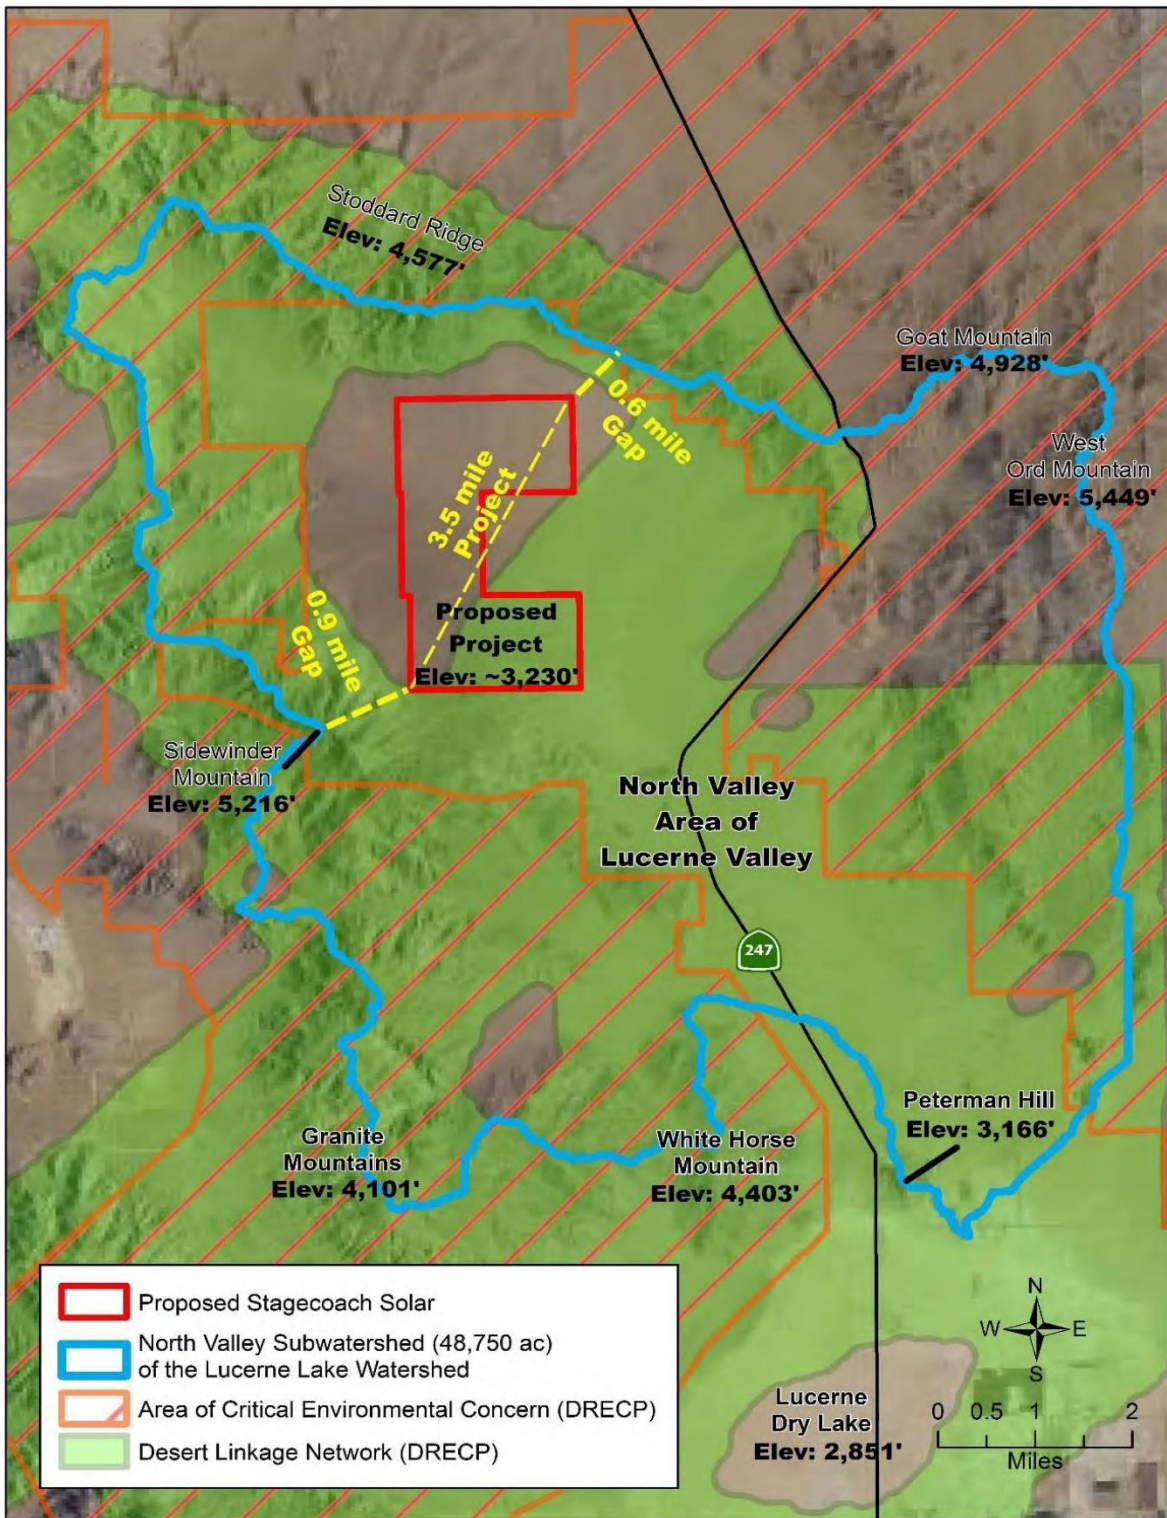 Stoddard Ridge
Elev: 4,577'
Goat Mountain
Elev: 4,928'
West
Ord Mountain
Elev: 5,449'
0.6 mile
Gap
3.5 mile
Project
0.9 mile
Gap
Proposed
Project
Elev: ~3,230'
Sidewinder
Mountain
Elev: 5,216'
North Valley
Area of
Lucerne Valley
247
Granite
Mountains
Elev: 4,101'
White Horse
Mountain
Elev: 4,403'
Peterman Hill
Elev: 3,166'
Proposed Stagecoach Solar
North Valley Subwatershed (48,750 ac)
of the Lucerne Lake Watershed
Area of Critical Environmental Concern (DRECP)
Desert Linkage Network (DRECP)
Lucerne
Dry Lake
Elev: 2,851'
N
W E
S
0 0.5 1 2
Miles